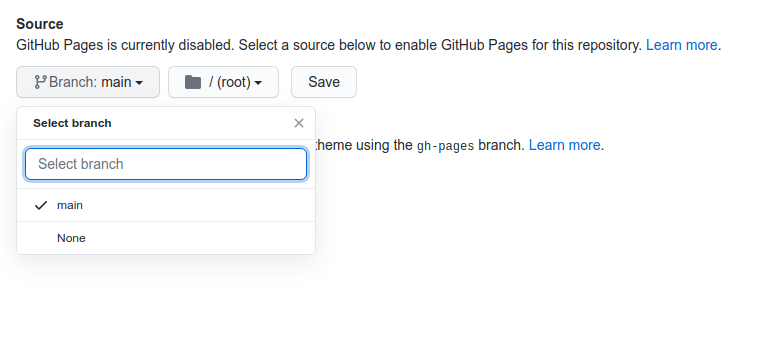 Source
GitHub Pages is currently disabled. Select a source below to enable GitHub Pages for this repository. Learn more.
Branch: main / (root) Save
Select branch
theme using the gh-pages branch. Learn more.
Select branch
main
None